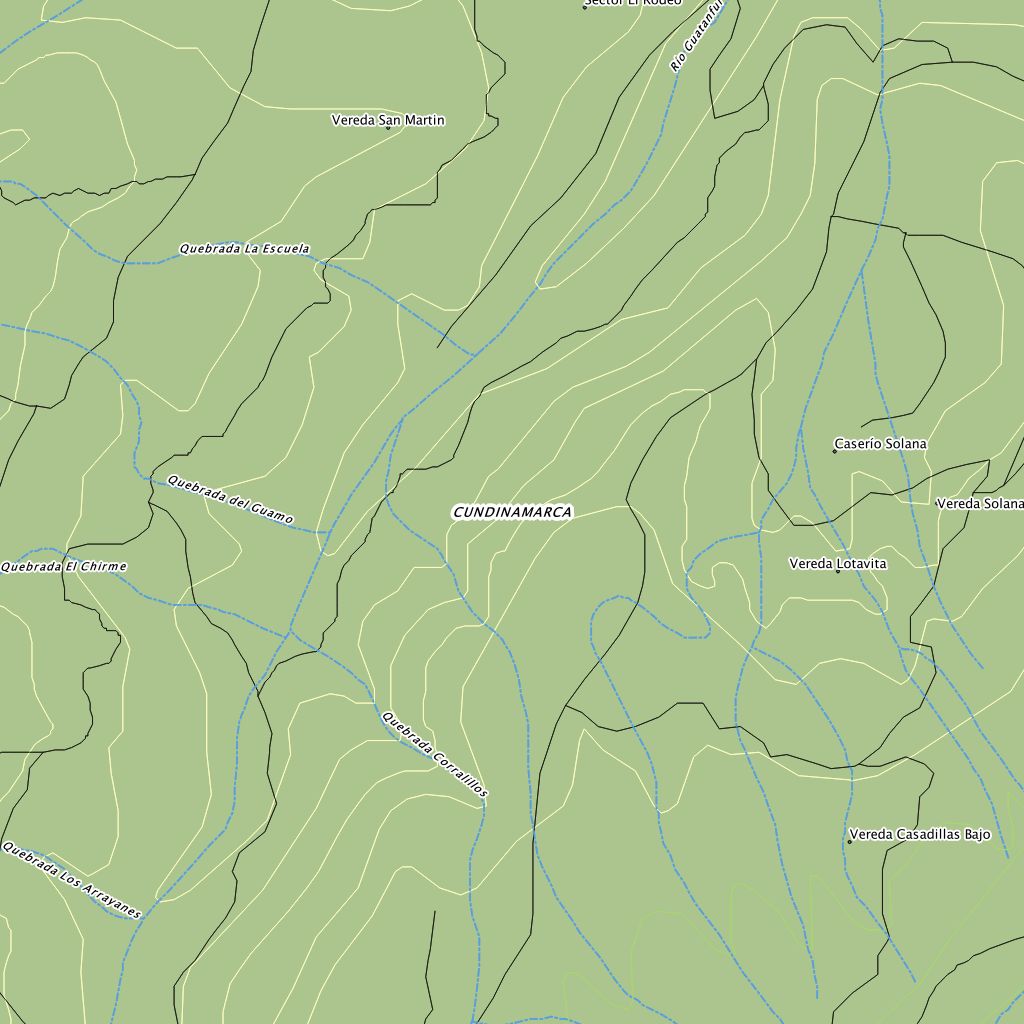 Sector El Rodeo
Río Guatanfur
Vereda San Martin
Quebrada La Escuela
Caserío Solana
Quebrada del Guamo
CUNDINAMARCA
Vereda Solana
Quebrada El Chirme
Vereda Lotavita
Quebrada Corralillos
Vereda Casadillas Bajo
Quebrada Los Arrayanes